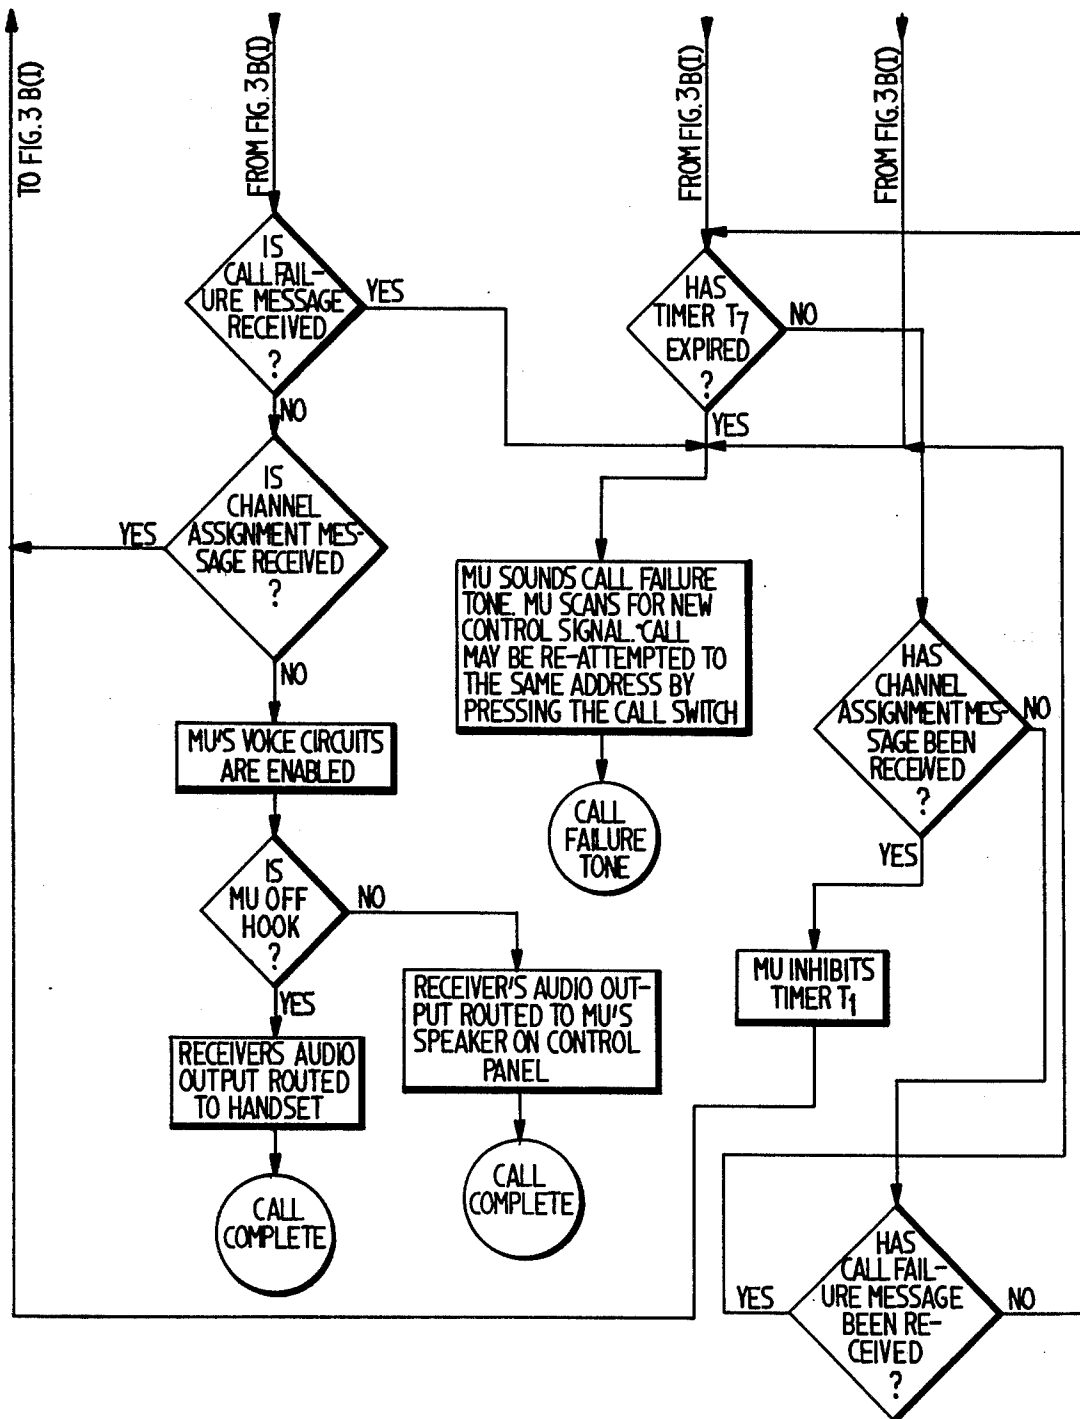 TO FIG. 3 B(I)
FROM FIG. 3 B(I)
FROM FIG. 3B(I)
FROM FIG. 3B(I)
IS
CALL FAIL-
URE MESSAGE
RECEIVED
?
YES
NO
HAS
TIMER T7
EXPIRED
?
NO
YES
IS
CHANNEL
ASSIGNMENT MES-
SAGE RECEIVED
?
YES
NO
MU SOUNDS CALL FAILURE
TONE. MU SCANS FOR NEW
CONTROL SIGNAL. CALL
MAY BE RE-ATTEMPTED TO
THE SAME ADDRESS BY
PRESSING THE CALL SWITCH
CALL
FAILURE
TONE
HAS
CHANNEL
ASSIGNMENT MES-
SAGE BEEN
RECEIVED
?
NO
YES
MU'S VOICE CIRCUITS
ARE ENABLED
IS
MU OFF
HOOK
?
NO
YES
RECEIVER'S AUDIO OUT-
PUT ROUTED TO MU'S
SPEAKER ON CONTROL
PANEL
MU INHIBITS
TIMER T1
RECEIVERS AUDIO
OUTPUT ROUTED
TO HANDSET
CALL
COMPLETE
CALL
COMPLETE
HAS
CALL FAIL-
URE MESSAGE
BEEN RE-
CEIVED
?
YES
NO